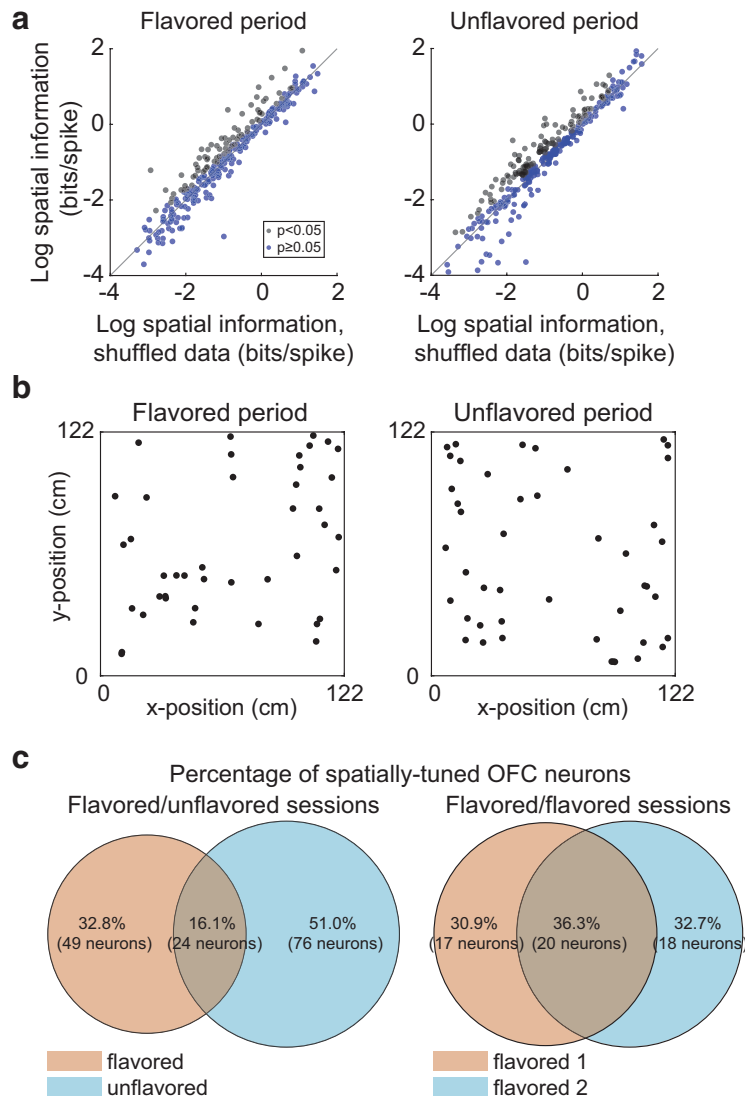 a
Flavored period
Unflavored period
Log spatial information
(bits/spike)
2
0
-2
-4
-4
-2
0
2
p<0.05
p≥0.05
Log spatial information,
shuffled data (bits/spike)
2
0
-2
-4
-4
-2
0
2
Log spatial information,
shuffled data (bits/spike)
b
Flavored period
Unflavored period
122
y-position (cm)
0
0
122
x-position (cm)
122
0
0
122
x-position (cm)
c
Percentage of spatially-tuned OFC neurons
Flavored/unflavored sessions
Flavored/flavored sessions
32.8%
(49 neurons)
16.1%
(24 neurons)
51.0%
(76 neurons)
30.9%
(17 neurons)
36.3%
(20 neurons)
32.7%
(18 neurons)
flavored
unflavored
flavored 1
flavored 2